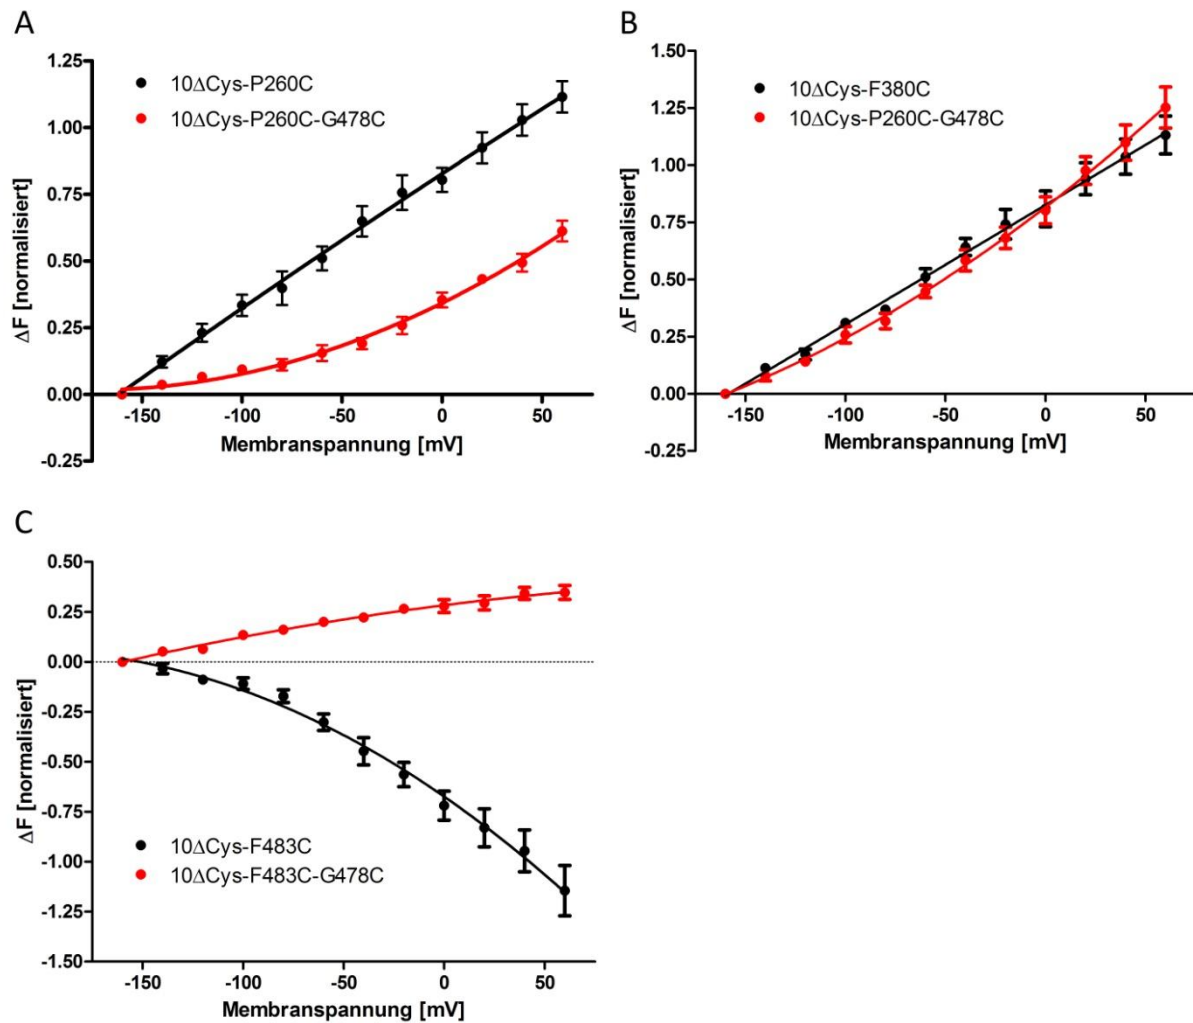 A
1.25
1.00
0.75
0.50
0.25
0.00
-0.25
ΔF [normalisiert]
10ΔCys-P260C
10ΔCys-P260C-G478C
-150 -100 -50 0 50
Membranspannung [mV]
B
1.50
1.25
1.00
0.75
0.50
0.25
0.00
-0.25
ΔF [normalisiert]
10ΔCys-F380C
10ΔCys-P260C-G478C
-150 -100 -50 0 50
Membranspannung [mV]
C
0.50
0.25
0.00
-0.25
-0.50
-0.75
-1.00
-1.25
-1.50
ΔF [normalisiert]
10ΔCys-F483C
10ΔCys-F483C-G478C
-150 -100 -50 0 50
Membranspannung [mV]